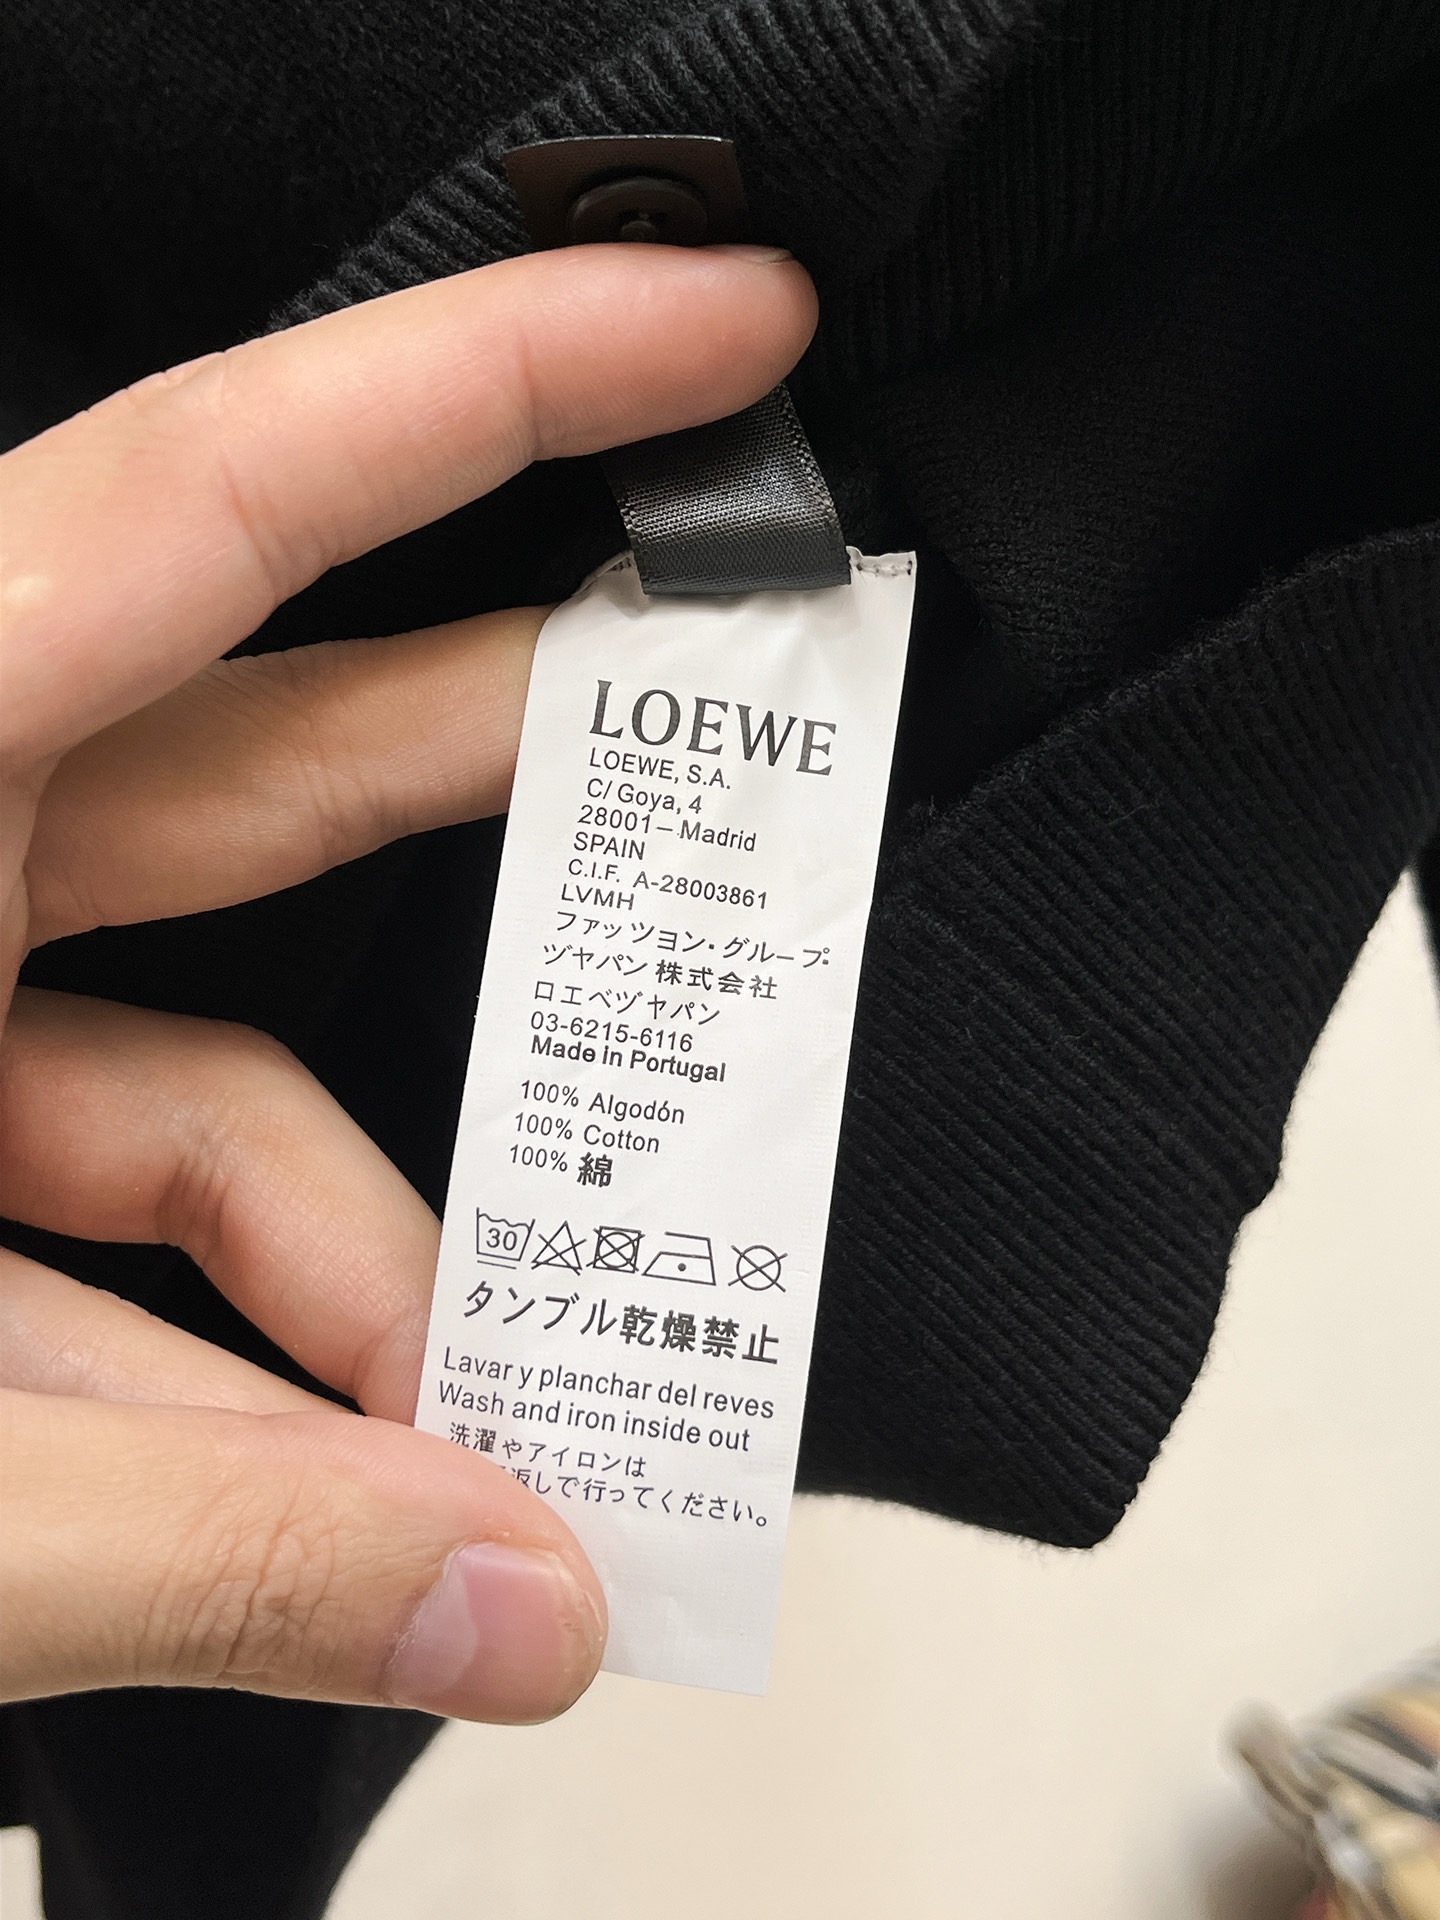 LOEWE
LOEWE, S.A.
C/ Goya, 4
28001-Madrid
SPAIN
C.I.F. A-28003861
LVMH
ファッツョン・グループ
ヅヤパン 株式会社
ロエベヅャパン
03-6215-6116
Made in Portugal
100% Algodón
100% Cotton
100% 綿
30
タンブル乾燥禁止
Lavar y planchar del reves
Wash and iron inside out
洗濯やアイロンは
返しで行ってください。